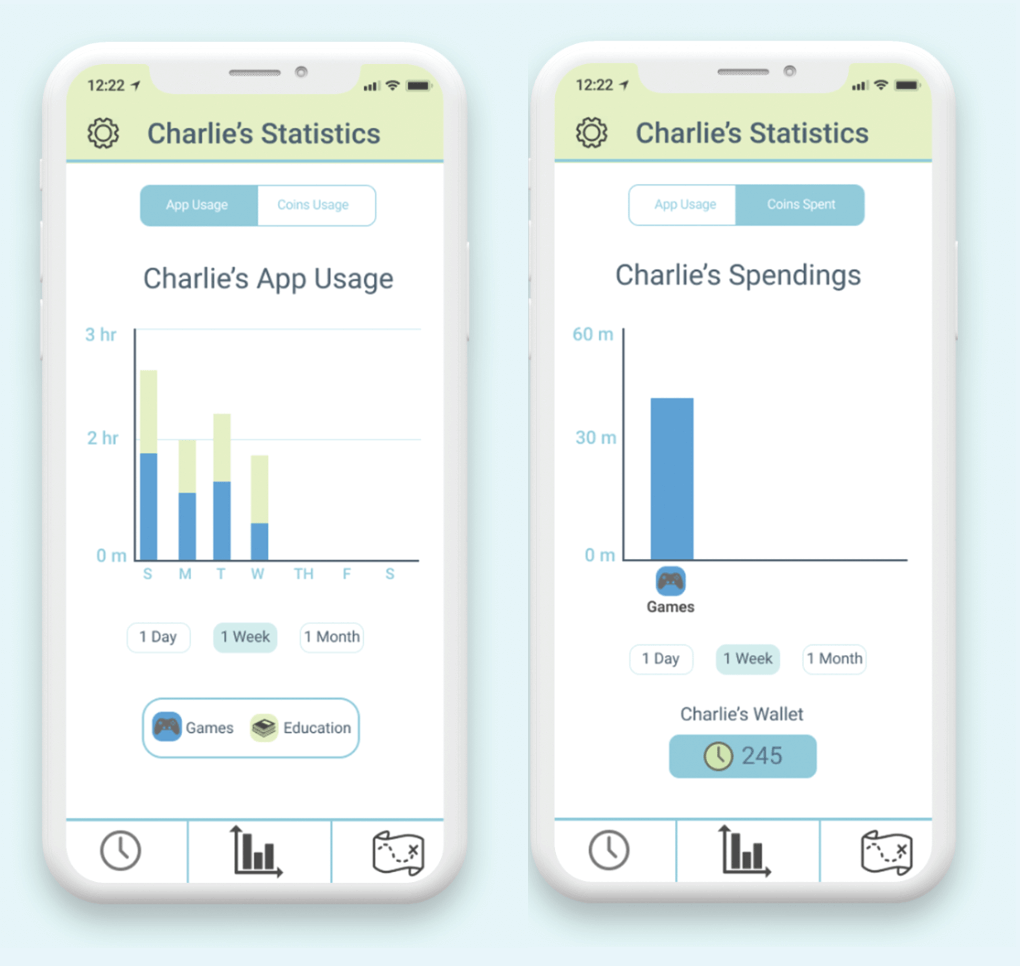 12:22
Charlie's Statistics
App Usage Coins Usage
Charlie's App Usage
3 hr
2 hr
0 m
S M T W TH F S
1 Day 1 Week 1 Month
Games Education
12:22
Charlie's Statistics
App Usage Coins Spent
Charlie's Spendings
60 m
30 m
0 m
Games
1 Day 1 Week 1 Month
Charlie's Wallet
245